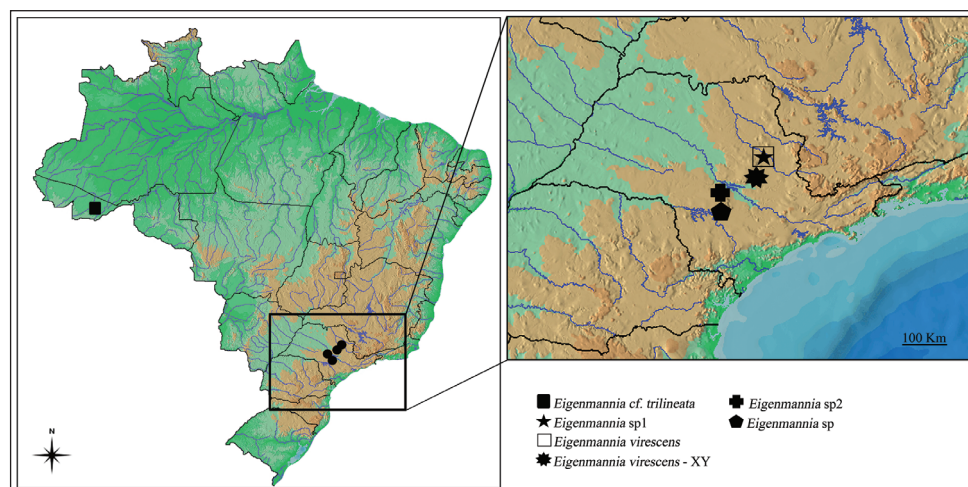 100 Km
N
Eigenmannia cf. trilineata
Eigenmannia sp1
Eigenmannia virescens
Eigenmannia virescens - XY
Eigenmannia sp2
Eigenmannia sp